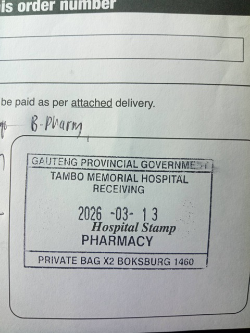 is order number
be paid as per attached delivery.
B-Pharm
GAUTENG PROVINCIAL GOVERNMENT
TAMBO MEMORIAL HOSPITAL
RECEIVING
2026 -03- 13
Hospital Stamp
PHARMACY
PRIVATE BAG X2 BOKSBURG 1460